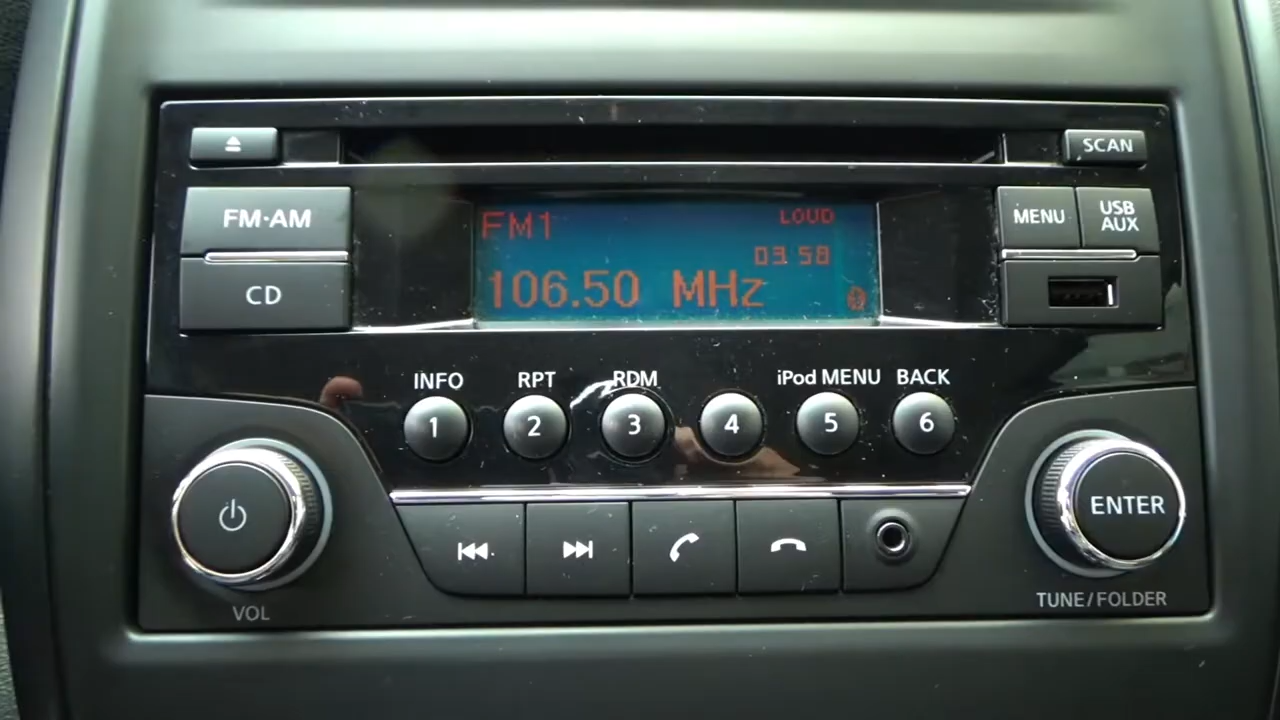 SCAN
FM·AM
FM1
LOUD
MENU
USB
AUX
03 58
106.50 MHz
CD
INFO
RPT
RDM
iPod MENU
BACK
1
2
3
4
5
6
ENTER
VOL
TUNE/FOLDER